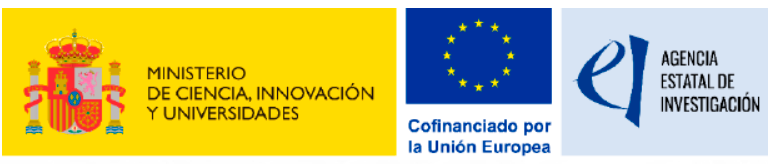 MINISTERIO
DE CIENCIA, INNOVACIÓN
Y UNIVERSIDADES
Cofinanciado por
la Unión Europea
AGENCIA
ESTATAL DE
INVESTIGACIÓN